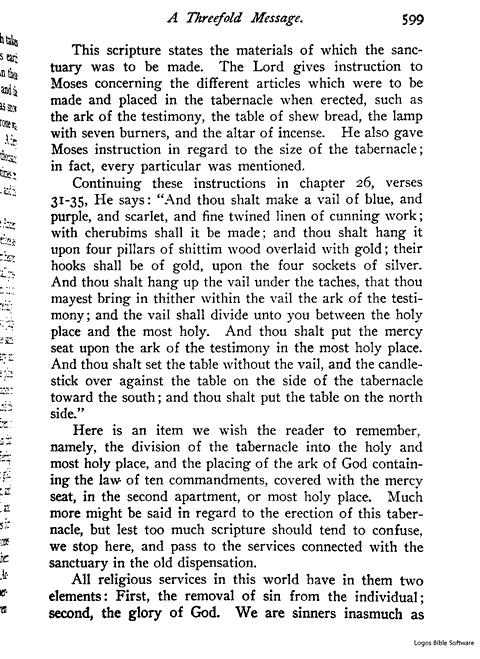 A Threefold Message. 599
This scripture states the materials of which the sanc-
tuary was to be made. The Lord gives instruction to
Moses concerning the different articles which were to be
made and placed in the tabernacle when erected, such as
the ark of the testimony, the table of shew bread, the lamp
with seven burners, and the altar of incense. He also gave
Moses instruction in regard to the size of the tabernacle;
in fact, every particular was mentioned.
Continuing these instructions in chapter 26, verses
31-35, He says: “And thou shalt make a vail of blue, and
purple, and scarlet, and fine twined linen of cunning work;
with cherubims shall it be made; and thou shalt hang it
upon four pillars of shittim wood overlaid with gold; their
hooks shall be of gold, upon the four sockets of silver.
And thou shalt hang up the vail under the taches, that thou
mayest bring in thither within the vail the ark of the testi-
mony; and the vail shall divide unto you between the holy
place and the most holy. And thou shalt put the mercy
seat upon the ark of the testimony in the most holy place.
And thou shalt set the table without the vail, and the candle-
stick over against the table on the side of the tabernacle
toward the south; and thou shalt put the table on the north
side.”
Here is an item we wish the reader to remember,
namely, the division of the tabernacle into the holy and
most holy place, and the placing of the ark of God contain-
ing the law of ten commandments, covered with the mercy
seat, in the second apartment, or most holy place. Much
more might be said in regard to the erection of this taber-
nacle, but lest too much scripture should tend to confuse,
we stop here, and pass to the services connected with the
sanctuary in the old dispensation.
All religious services in this world have in them two
elements: First, the removal of sin from the individual;
second, the glory of God. We are sinners inasmuch as
Logos Bible Software